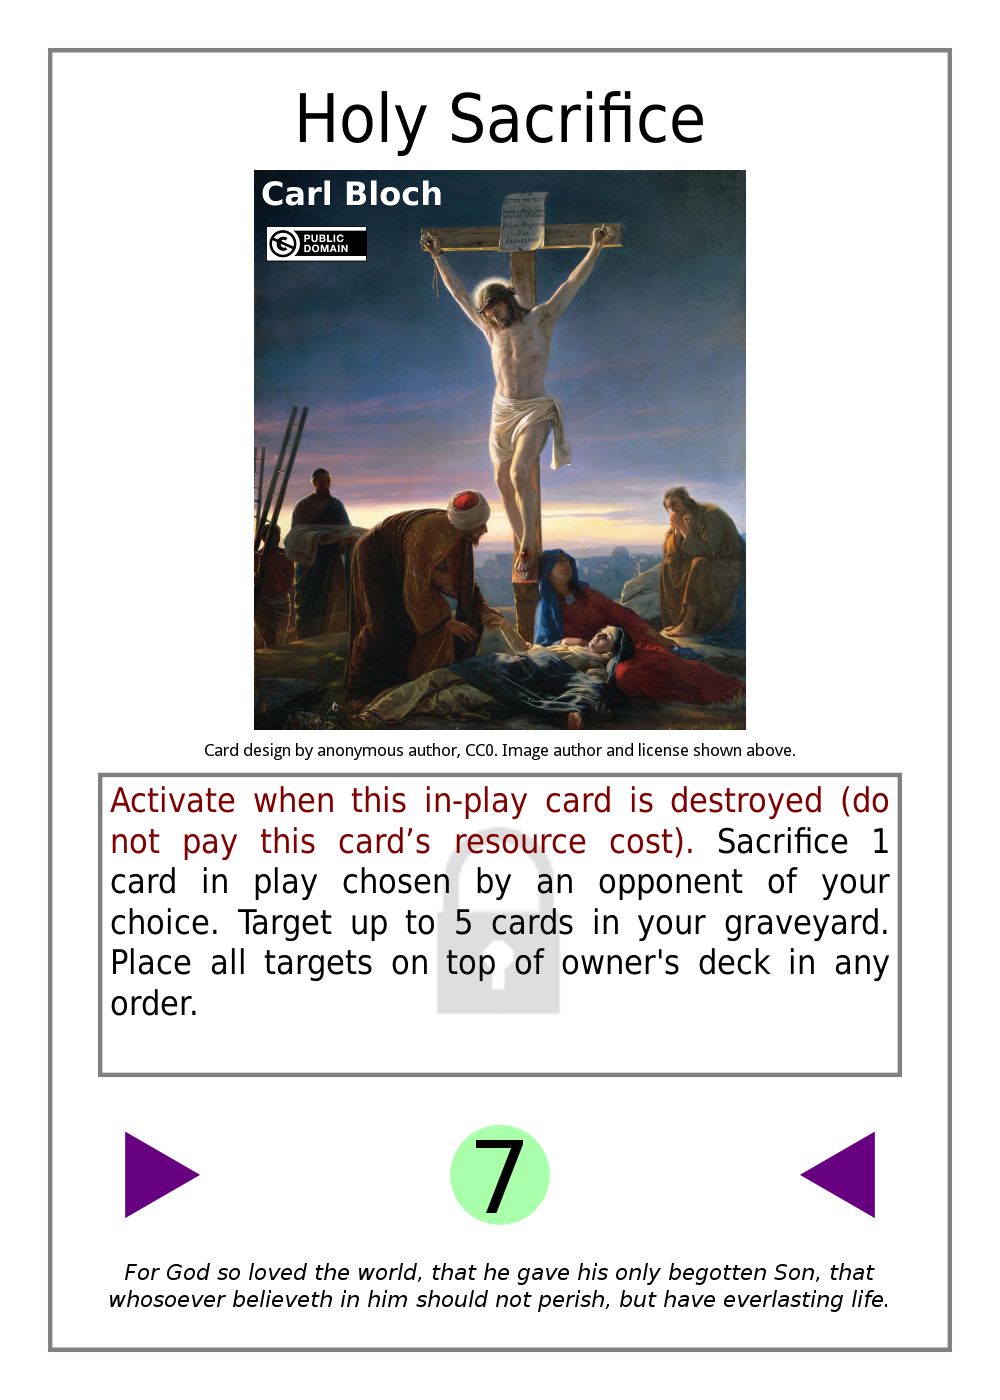 Holy Sacrifice
Carl Bloch
PUBLIC
DOMAIN
Card design by anonymous author, CC0. Image author and license shown above.
Activate when this in-play card is destroyed (do
not pay this card’s resource cost). Sacrifice 1
card in play chosen by an opponent of your
choice. Target up to 5 cards in your graveyard.
Place all targets on top of owner's deck in any
order.
7
For God so loved the world, that he gave his only begotten Son, that
whosoever believeth in him should not perish, but have everlasting life.